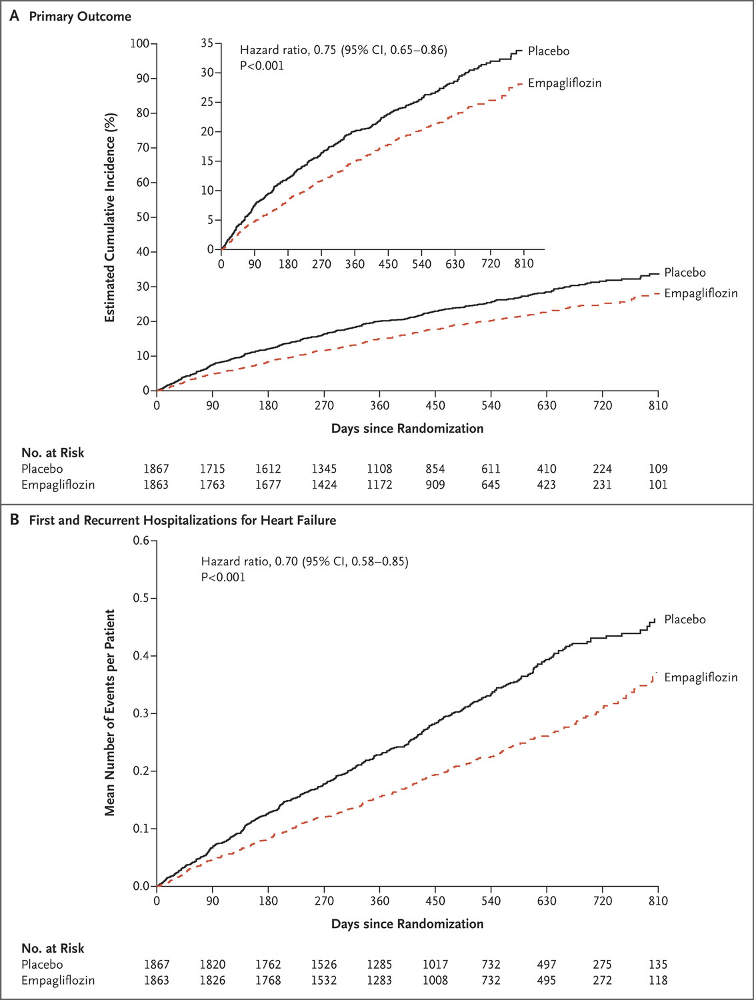 A Primary Outcome
Estimated Cumulative Incidence (%)
100
90
80
70
60
50
40
30
20
10
0
35
30
25
20
15
10
5
0
Hazard ratio, 0.75 (95% CI, 0.65–0.86)
P<0.001
Placebo
Empagliflozin
0 90 180 270 360 450 540 630 720 810
Placebo
Empagliflozin
0 90 180 270 360 450 540 630 720 810
Days since Randomization
No. at Risk
Placebo 1867 1715 1612 1345 1108 854 611 410 224 109
Empagliflozin 1863 1763 1677 1424 1172 909 645 423 231 101
B First and Recurrent Hospitalizations for Heart Failure
Mean Number of Events per Patient
0.6
0.5
0.4
0.3
0.2
0.1
0.0
Hazard ratio, 0.70 (95% CI, 0.58–0.85)
P<0.001
Placebo
Empagliflozin
0 90 180 270 360 450 540 630 720 810
Days since Randomization
No. at Risk
Placebo 1867 1820 1762 1526 1285 1017 732 497 275 135
Empagliflozin 1863 1826 1768 1532 1283 1008 732 495 272 118